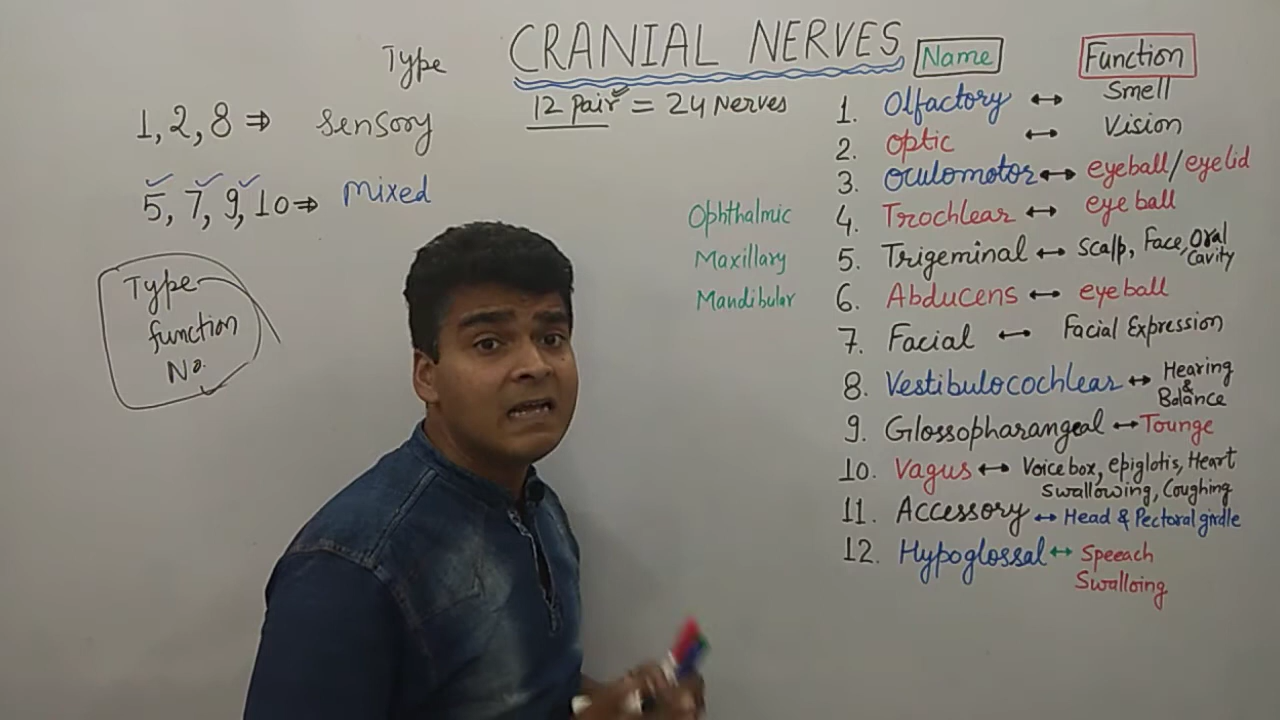 CRANIAL NERVES
12 Pair = 24 Nerves
Type
1, 2, 8 ⇒ Sensory
5, 7, 9, 10 ⇒ Mixed
Type
function
No.
Ophthalmic
Maxillary
Mandibular
Name Function
1. Olfactory ↔ Smell
2. Optic ↔ Vision
3. Oculomotor ↔ eyeball/eyelid
4. Trochlear ↔ eye ball
5. Trigeminal ↔ Scalp, Face, Oral
Cavity
6. Abducens ↔ eyeball
7. Facial ↔ Facial Expression
8. Vestibulocochlear ↔ Hearing
&
Balance
9. Glossopharangeal ↔ Tounge
10. Vagus ↔ Voice box, epiglotis, Heart
Swallowing, Coughing
11. Accessory ↔ Head & Pectoral girdle
12. Hypoglossal ↔ Speeach
Swalloing